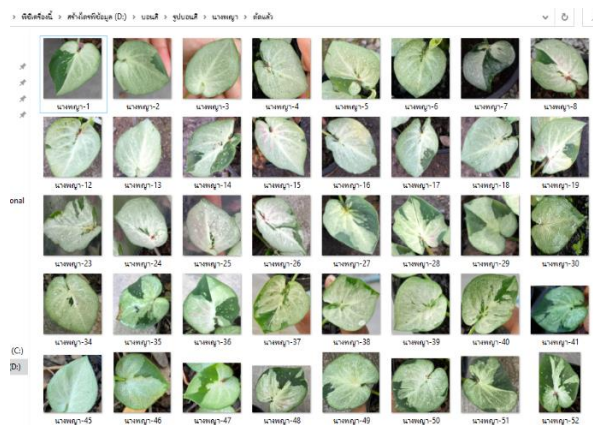 พีซีเครื่องนี้ > สร้างไดรฟ์ข้อมูล (D:) > บอนสี > รูปบอนสี > นางพญา > ตัดแล้ว
นางพญา-1 นางพญา-2 นางพญา-3 นางพญา-4 นางพญา-5 นางพญา-6 นางพญา-7 นางพญา-8
นางพญา-12 นางพญา-13 นางพญา-14 นางพญา-15 นางพญา-16 นางพญา-17 นางพญา-18 นางพญา-19
onal
นางพญา-23 นางพญา-24 นางพญา-25 นางพญา-26 นางพญา-27 นางพญา-28 นางพญา-29 นางพญา-30
นางพญา-34 นางพญา-35 นางพญา-36 นางพญา-37 นางพญา-38 นางพญา-39 นางพญา-40 นางพญา-41
(C:)
(D:)
นางพญา-45 นางพญา-46 นางพญา-47 นางพญา-48 นางพญา-49 นางพญา-50 นางพญา-51 นางพญา-52